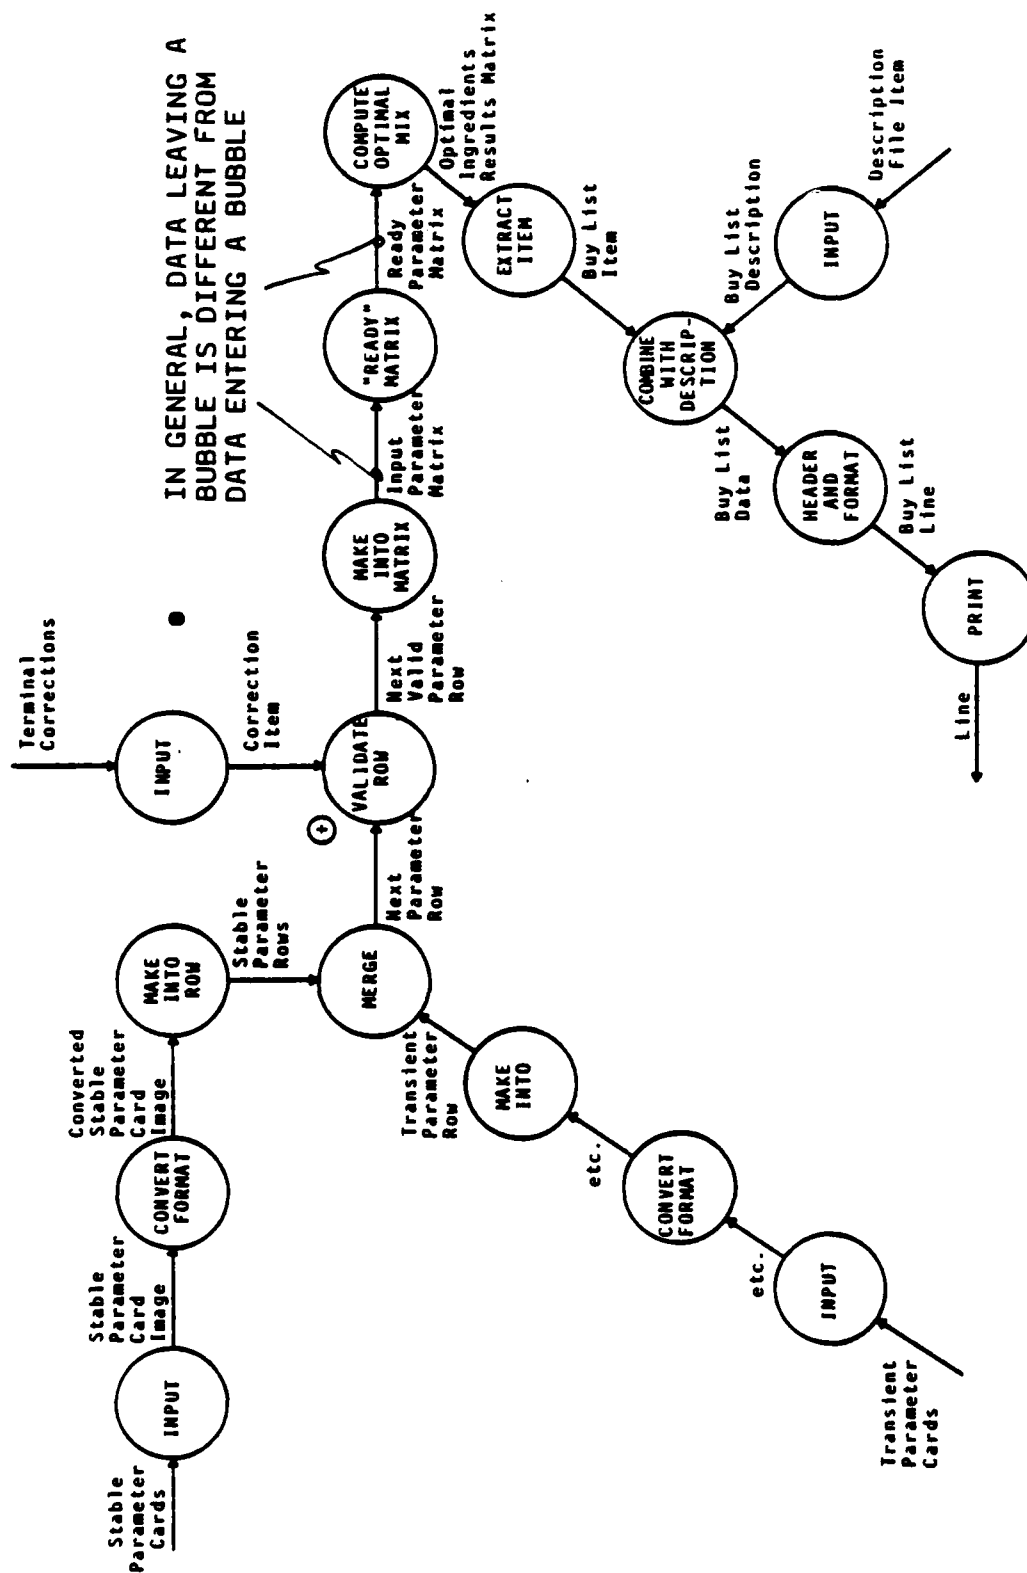 IN GENERAL, DATA LEAVING A
BUBBLE IS DIFFERENT FROM
DATA ENTERING A BUBBLE
Stable
Parameter
Cards
INPUT
Stable
Parameter
Card
Image
CONVERT
FORMAT
Converted
Stable
Parameter
Card
Image
MAKE
INTO
ROW
Stable
Parameter
Rows
Terminal
Corrections
INPUT
Correction
Item
Transient
Parameter
Cards
INPUT
etc.
CONVERT
FORMAT
etc.
MAKE
INTO
Transient
Parameter
Row
MERGE
Next
Parameter
Row
+
VALIDATE
ROW
Next
Valid
Parameter
Row
MAKE
INTO
MATRIX
Input
Parameter
Matrix
"READY"
MATRIX
Ready
Parameter
Matrix
COMPUTE
OPTIMAL
MIX
Optimal
Ingredients
Results Matrix
EXTRACT
ITEM
Buy List
Item
Description
File Item
INPUT
Buy List
Description
COMBINE
WITH
DESCRIP-
TION
Buy List
Data
HEADER
AND
FORMAT
Buy List
Line
PRINT
Line